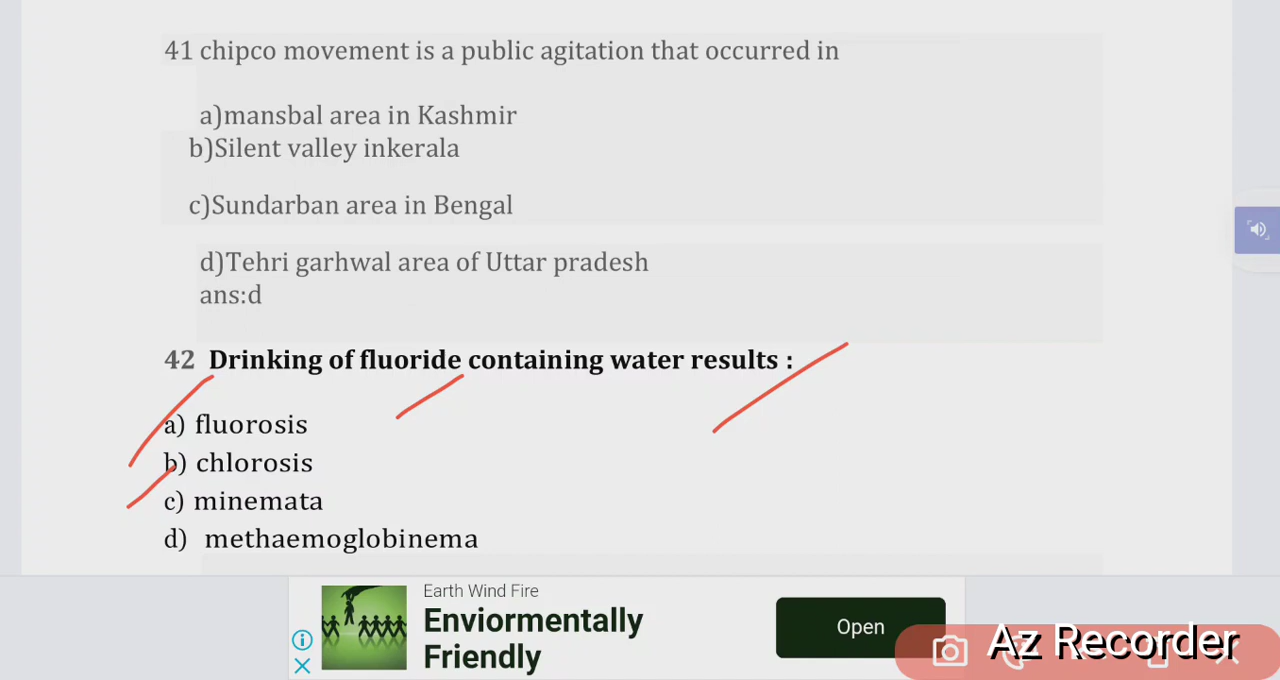 41 chipco movement is a public agitation that occurred in
a)mansbal area in Kashmir
b)Silent valley inkerala
c)Sundarban area in Bengal
d)Tehri garhwal area of Uttar pradesh
ans:d
42 Drinking of fluoride containing water results :
a) fluorosis
b) chlorosis
c) minemata
d) methaemoglobinema
Earth Wind Fire
Enviormentally
Friendly
Open
Az Recorder